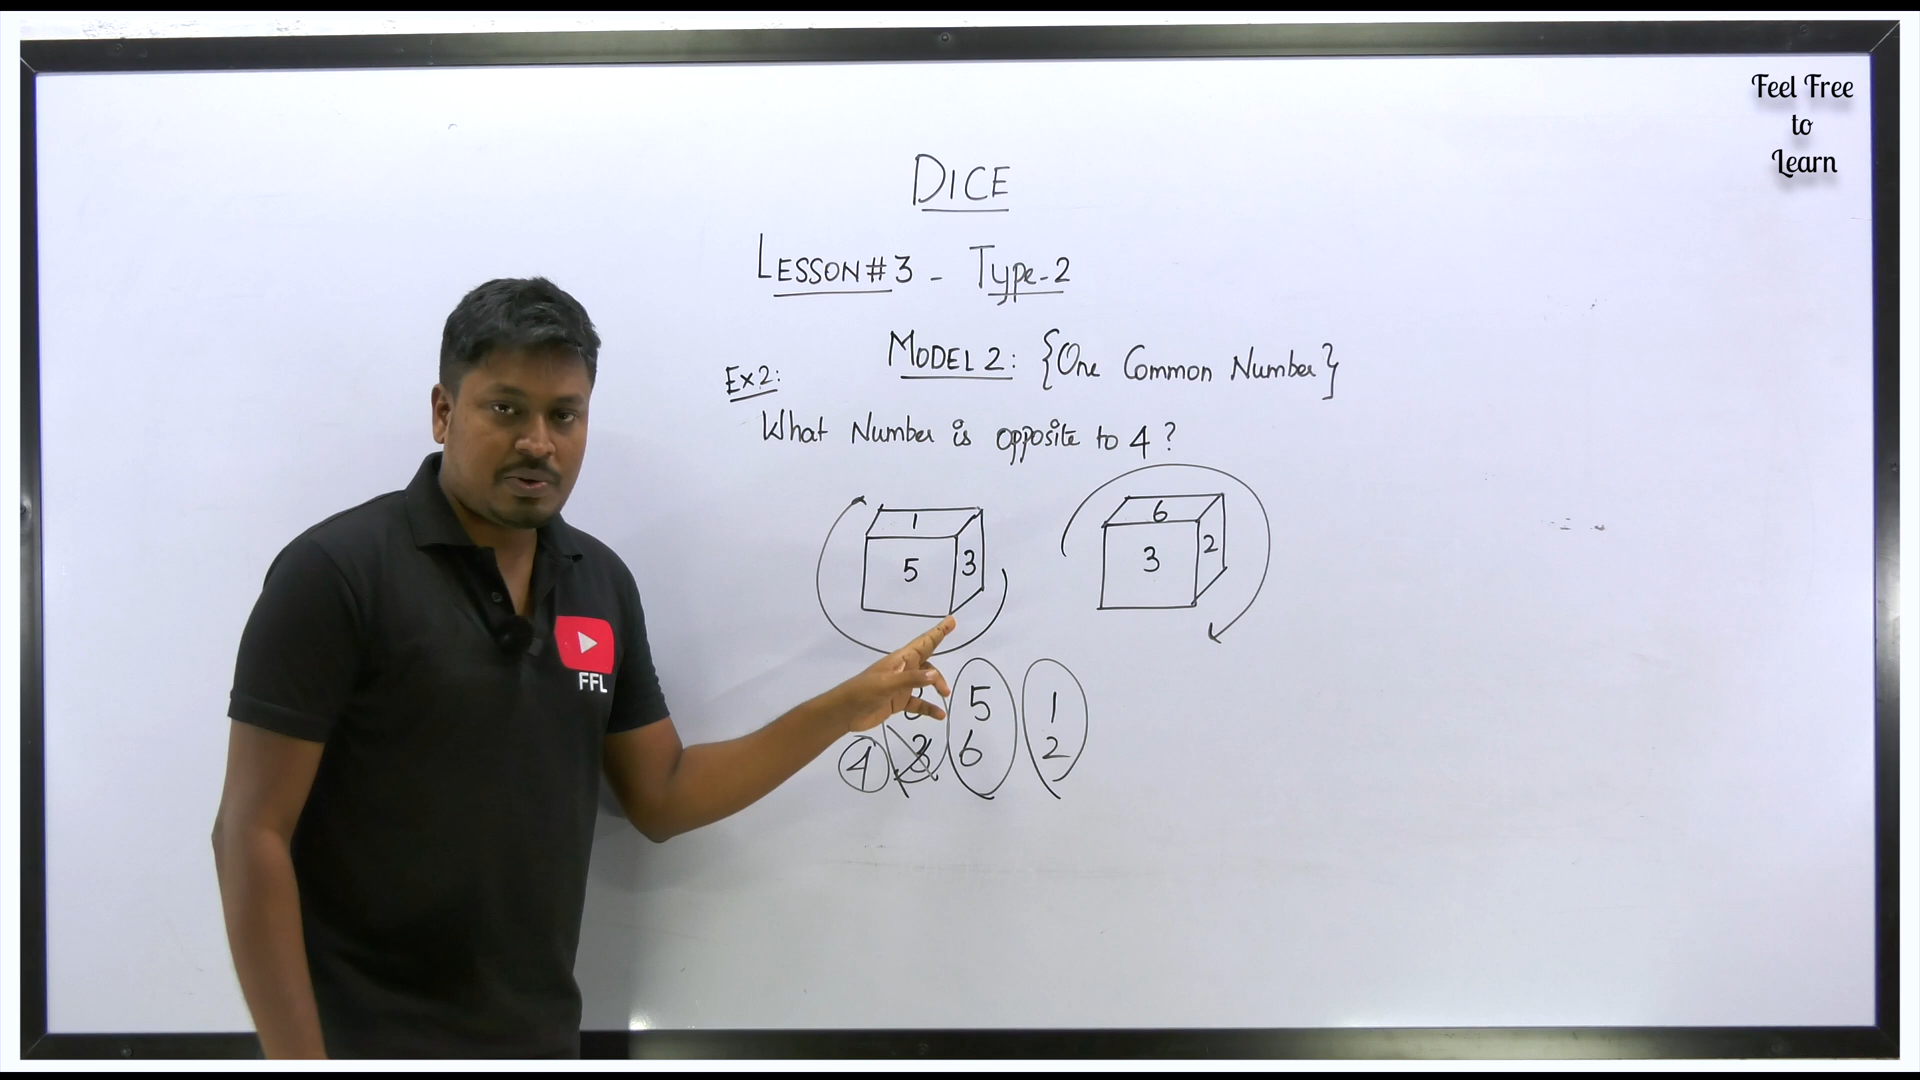 Feel Free
to
Learn
DICE
LESSON#3 - Type-2
MODEL 2: {One Common Number}
Ex2:
What Number is opposite to 4 ?
1
5
3
6
3
2
5 1
4 3 6 2
FFL